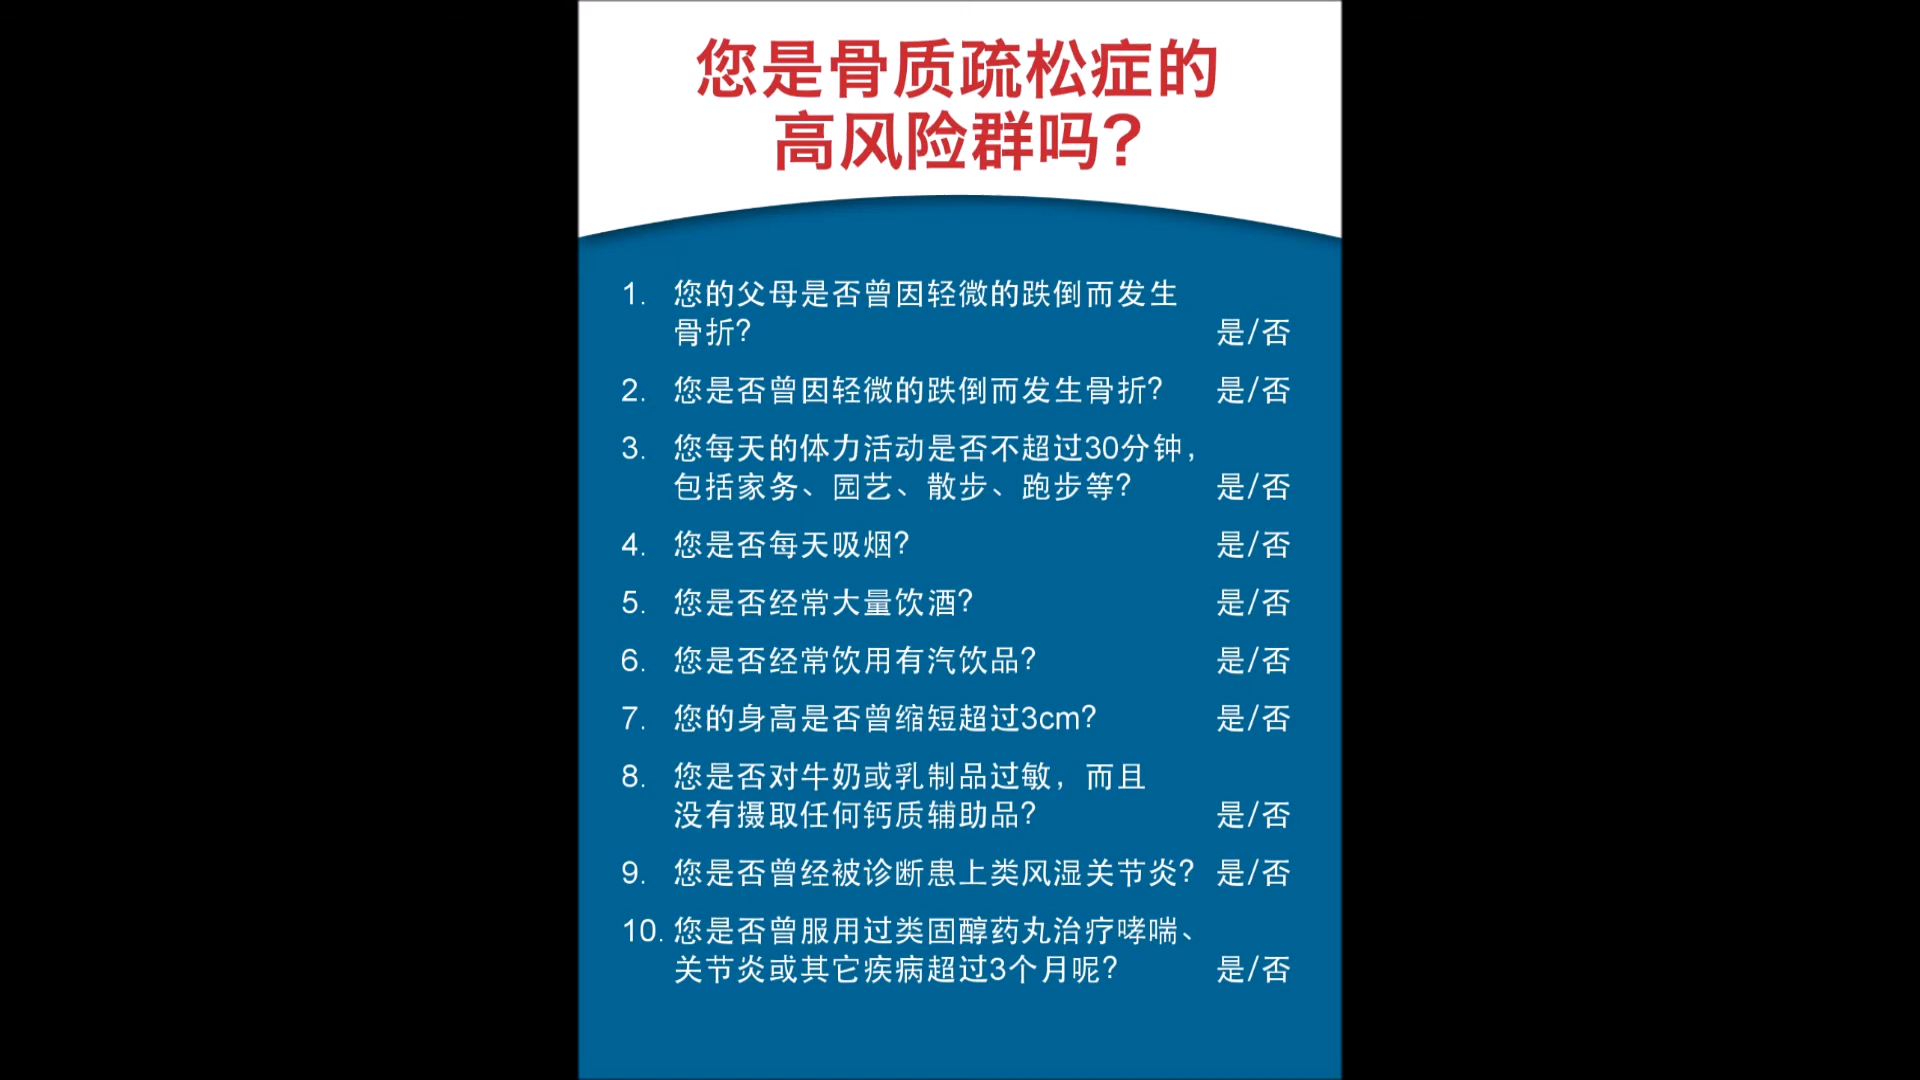 您是骨质疏松症的
高风险群吗?
1. 您的父母是否曾因轻微的跌倒而发生
骨折? 是/否
2. 您是否曾因轻微的跌倒而发生骨折? 是/否
3. 您每天的体力活动是否不超过30分钟，
包括家务、园艺、散步、跑步等? 是/否
4. 您是否每天吸烟? 是/否
5. 您是否经常大量饮酒? 是/否
6. 您是否经常饮用有汽饮品? 是/否
7. 您的身高是否曾缩短超过3cm? 是/否
8. 您是否对牛奶或乳制品过敏，而且
没有摄取任何钙质辅助品? 是/否
9. 您是否曾经被诊断患上类风湿关节炎? 是/否
10. 您是否曾服用过类固醇药丸治疗哮喘、
关节炎或其它疾病超过3个月呢? 是/否